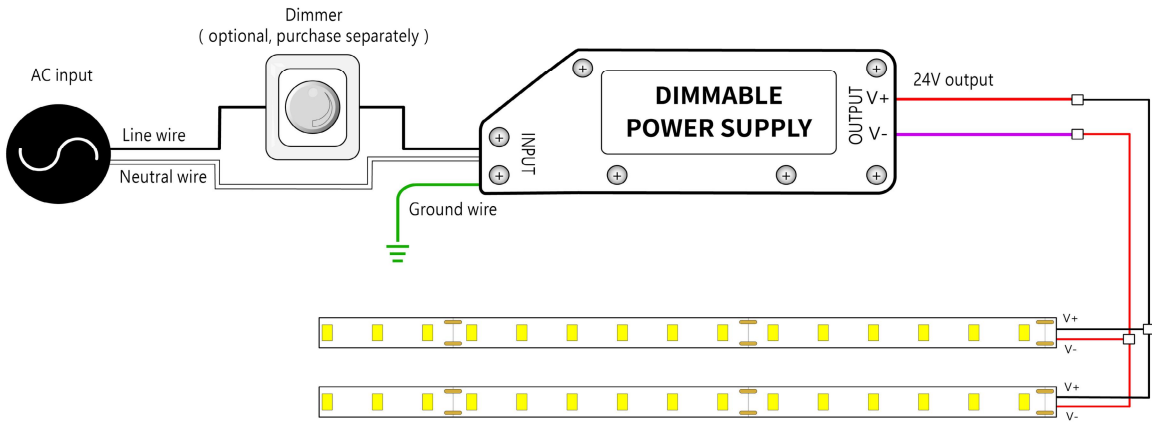 Dimmer
( optional, purchase separately )
AC input
Line wire
Neutral wire
Ground wire
INPUT
DIMMABLE
POWER SUPPLY
OUTPUT
V+
V-
24V output
V+
V-
V+
V-